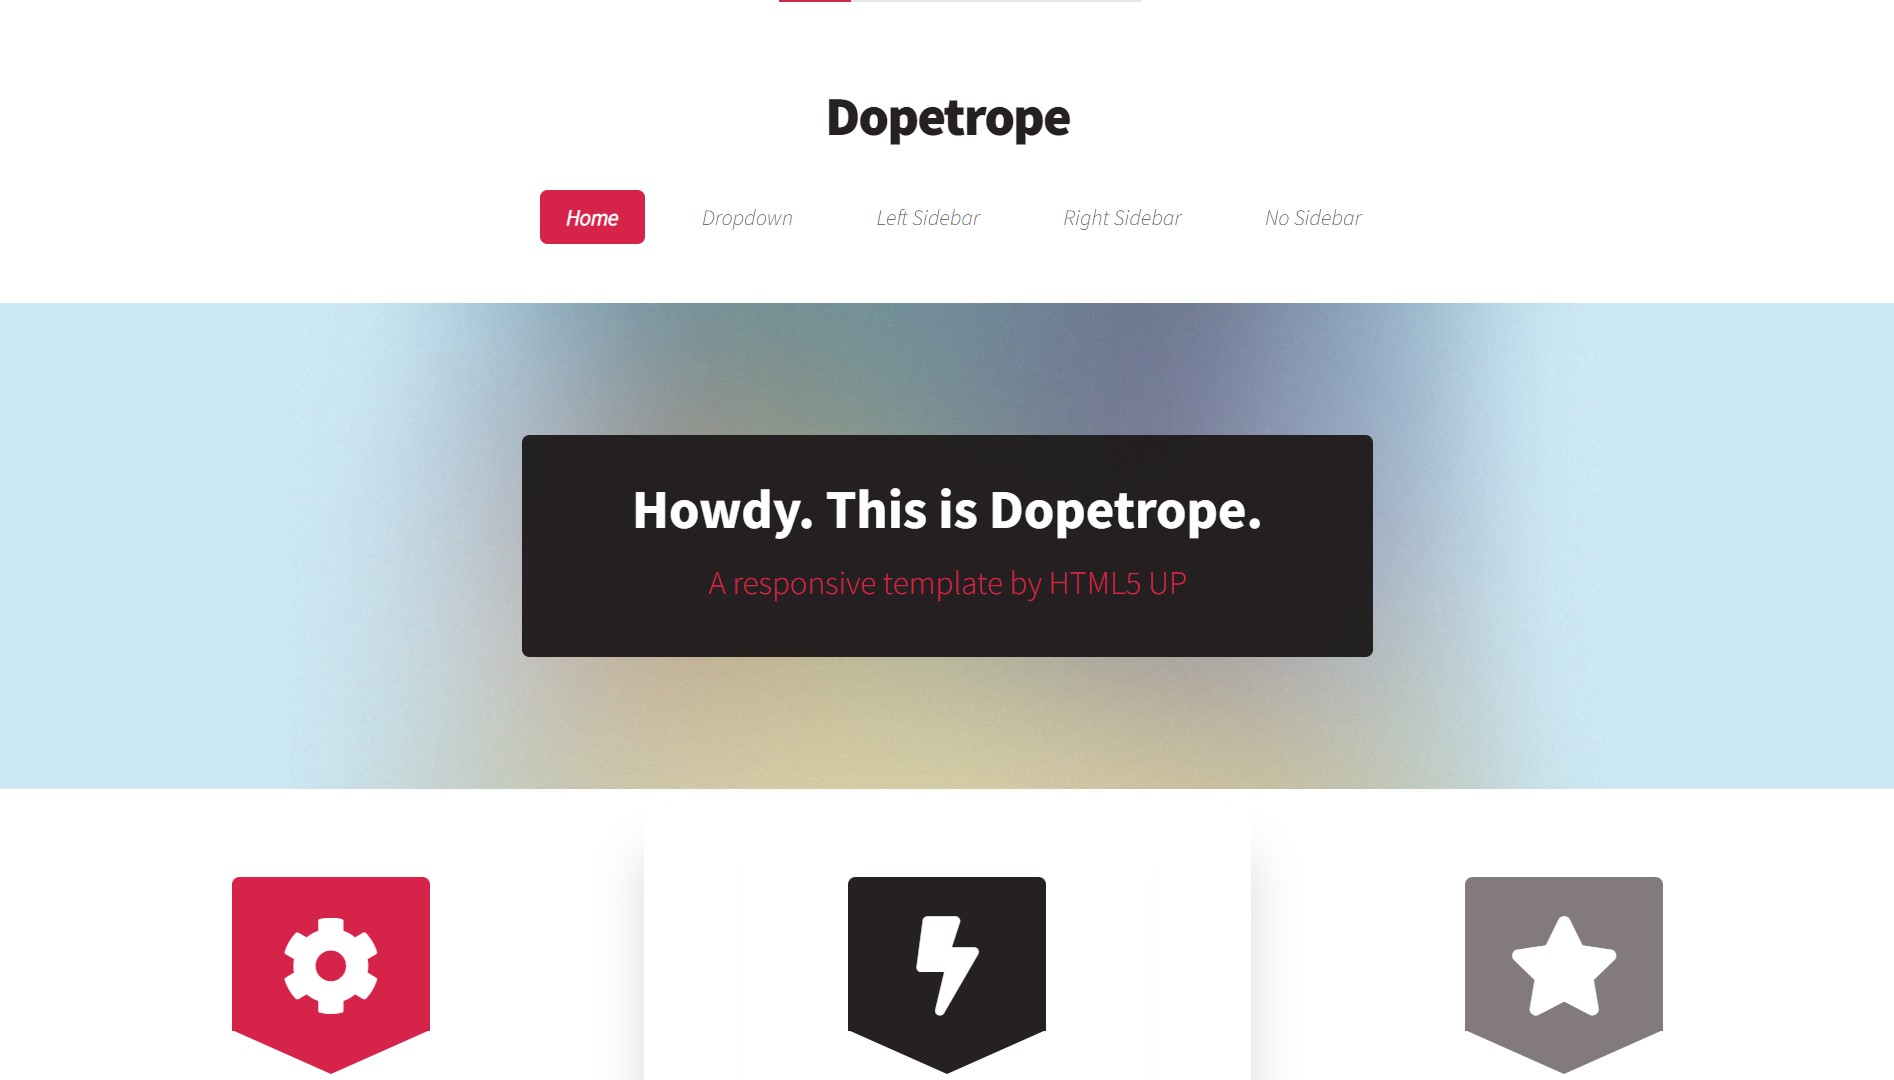 Dopetrope
Home Dropdown Left Sidebar Right Sidebar No Sidebar
Howdy. This is Dopetrope.
A responsive template by HTML5 UP